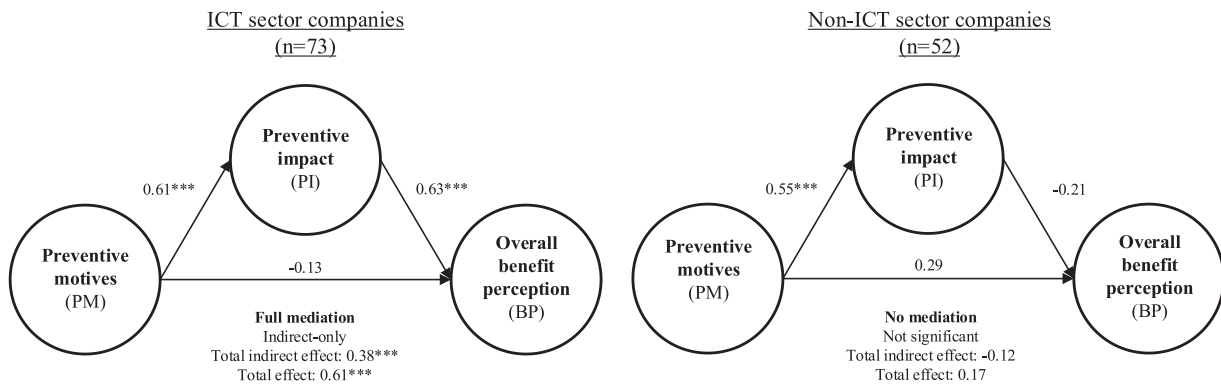 ICT sector companies
(n=73)
Preventive
impact
(PI)
0.61***
0.63***
Preventive
motives
(PM)
-0.13
Overall
benefit
perception
(BP)
Full mediation
Indirect-only
Total indirect effect: 0.38***
Total effect: 0.61***
Non-ICT sector companies
(n=52)
Preventive
impact
(PI)
0.55***
-0.21
Preventive
motives
(PM)
0.29
Overall
benefit
perception
(BP)
No mediation
Not significant
Total indirect effect: -0.12
Total effect: 0.17